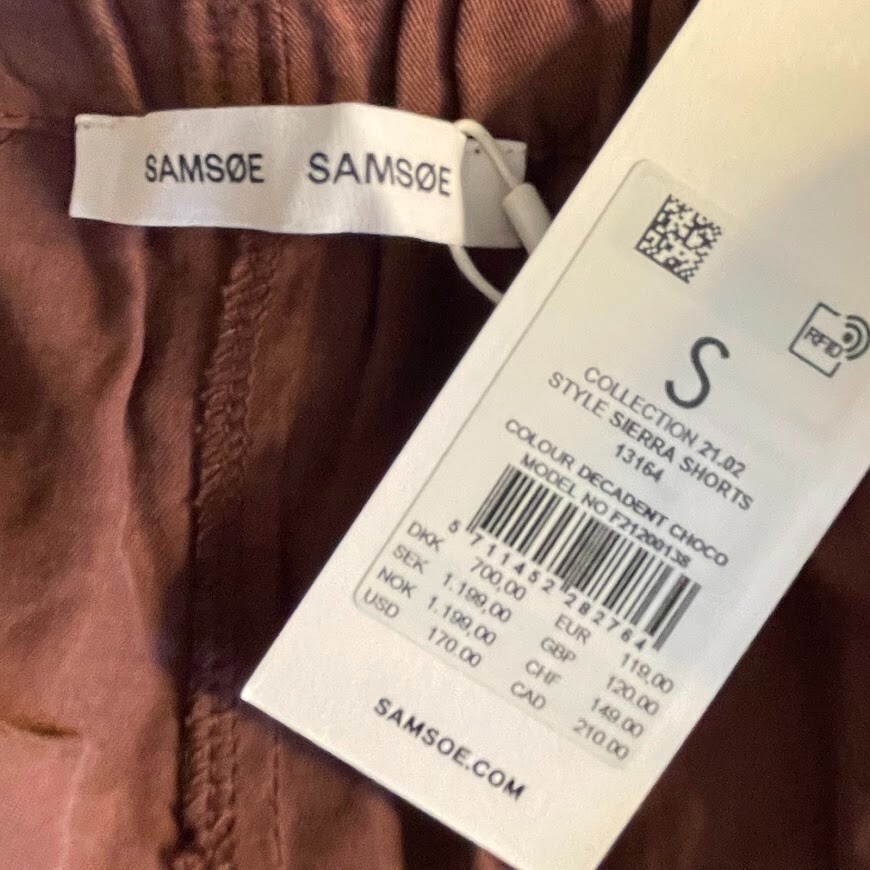 SAMSØE SAMSØE
RFID
S
COLLECTION 21.02
STYLE SIERRA SHORTS
13164
COLOUR DECADENT CHOCO
MODEL NO F21200138
5 711452 282764
DKK 700,00 EUR 119,00
SEK 1.199,00 GBP 120.00
NOK 1.199,00 CHF 149.00
USD 170.00 CAD 210.00
SAMSOE.COM